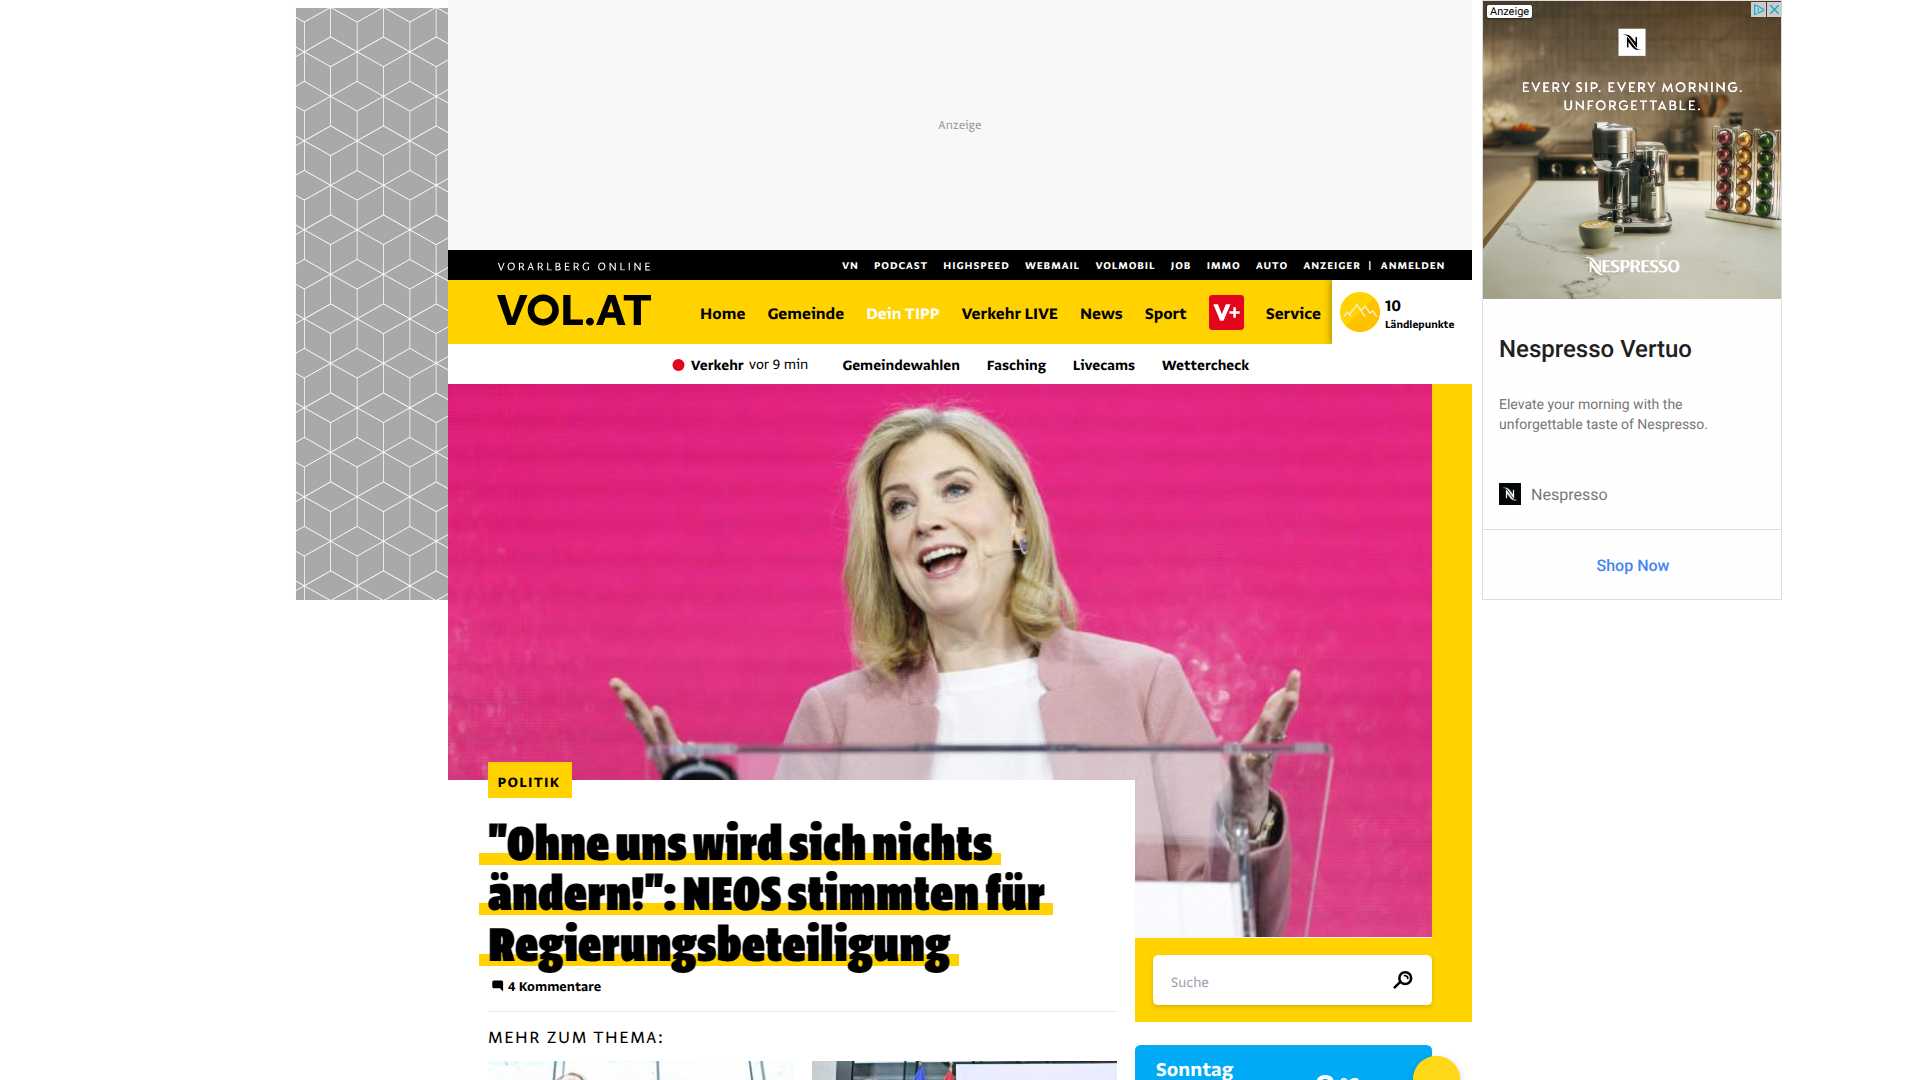 Anzeige
Anzeige
EVERY SIP. EVERY MORNING.
UNFORGETTABLE.
NESPRESSO
Nespresso Vertuo
Elevate your morning with the
unforgettable taste of Nespresso.
Nespresso
Shop Now
VORARLBERG ONLINE
VN PODCAST HIGHSPEED WEBMAIL VOLMOBIL JOB IMMO AUTO ANZEIGER | ANMELDEN
VOL.AT
Home Gemeinde Dein TIPP Verkehr LIVE News Sport V+ Service
10
Ländlepunkte
Verkehr vor 9 min Gemeindewahlen Fasching Livecams Wettercheck
POLITIK
"Ohne uns wird sich nichts
ändern!": NEOS stimmten für
Regierungsbeteiligung
4 Kommentare
Suche
MEHR ZUM THEMA:
Sonntag